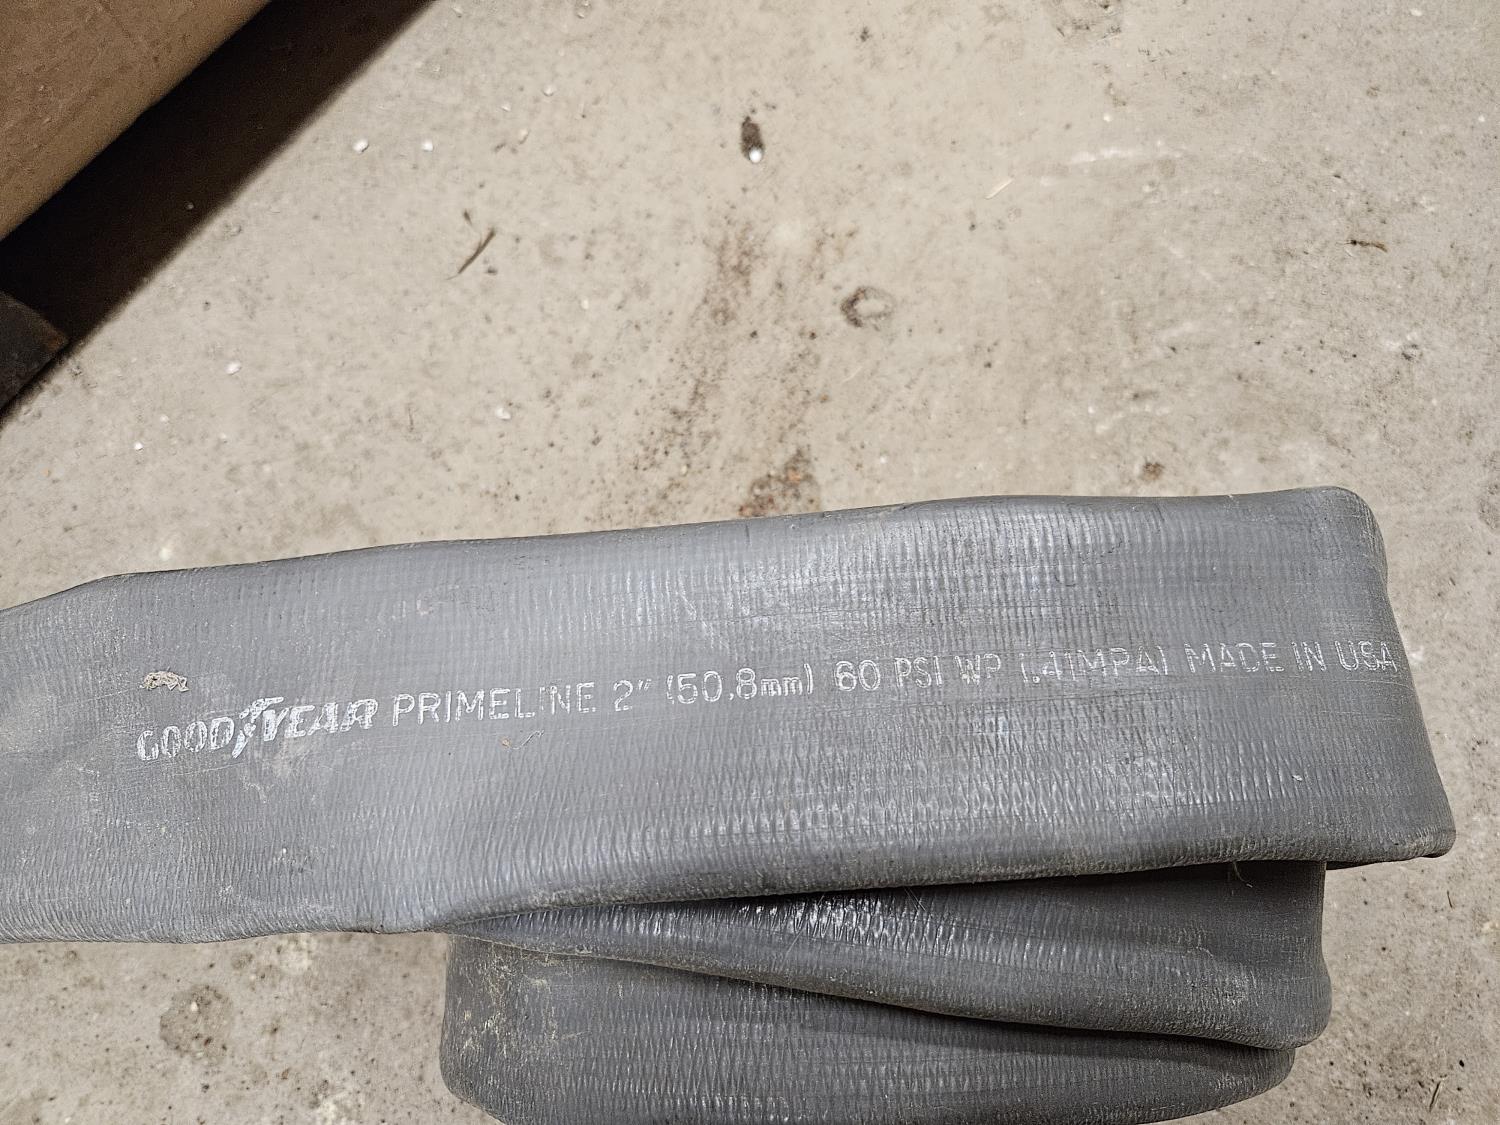 GOODYEAR PRIMELINE 2" (50.8mm) 60 PSI WP (.41MPA) MADE IN USA